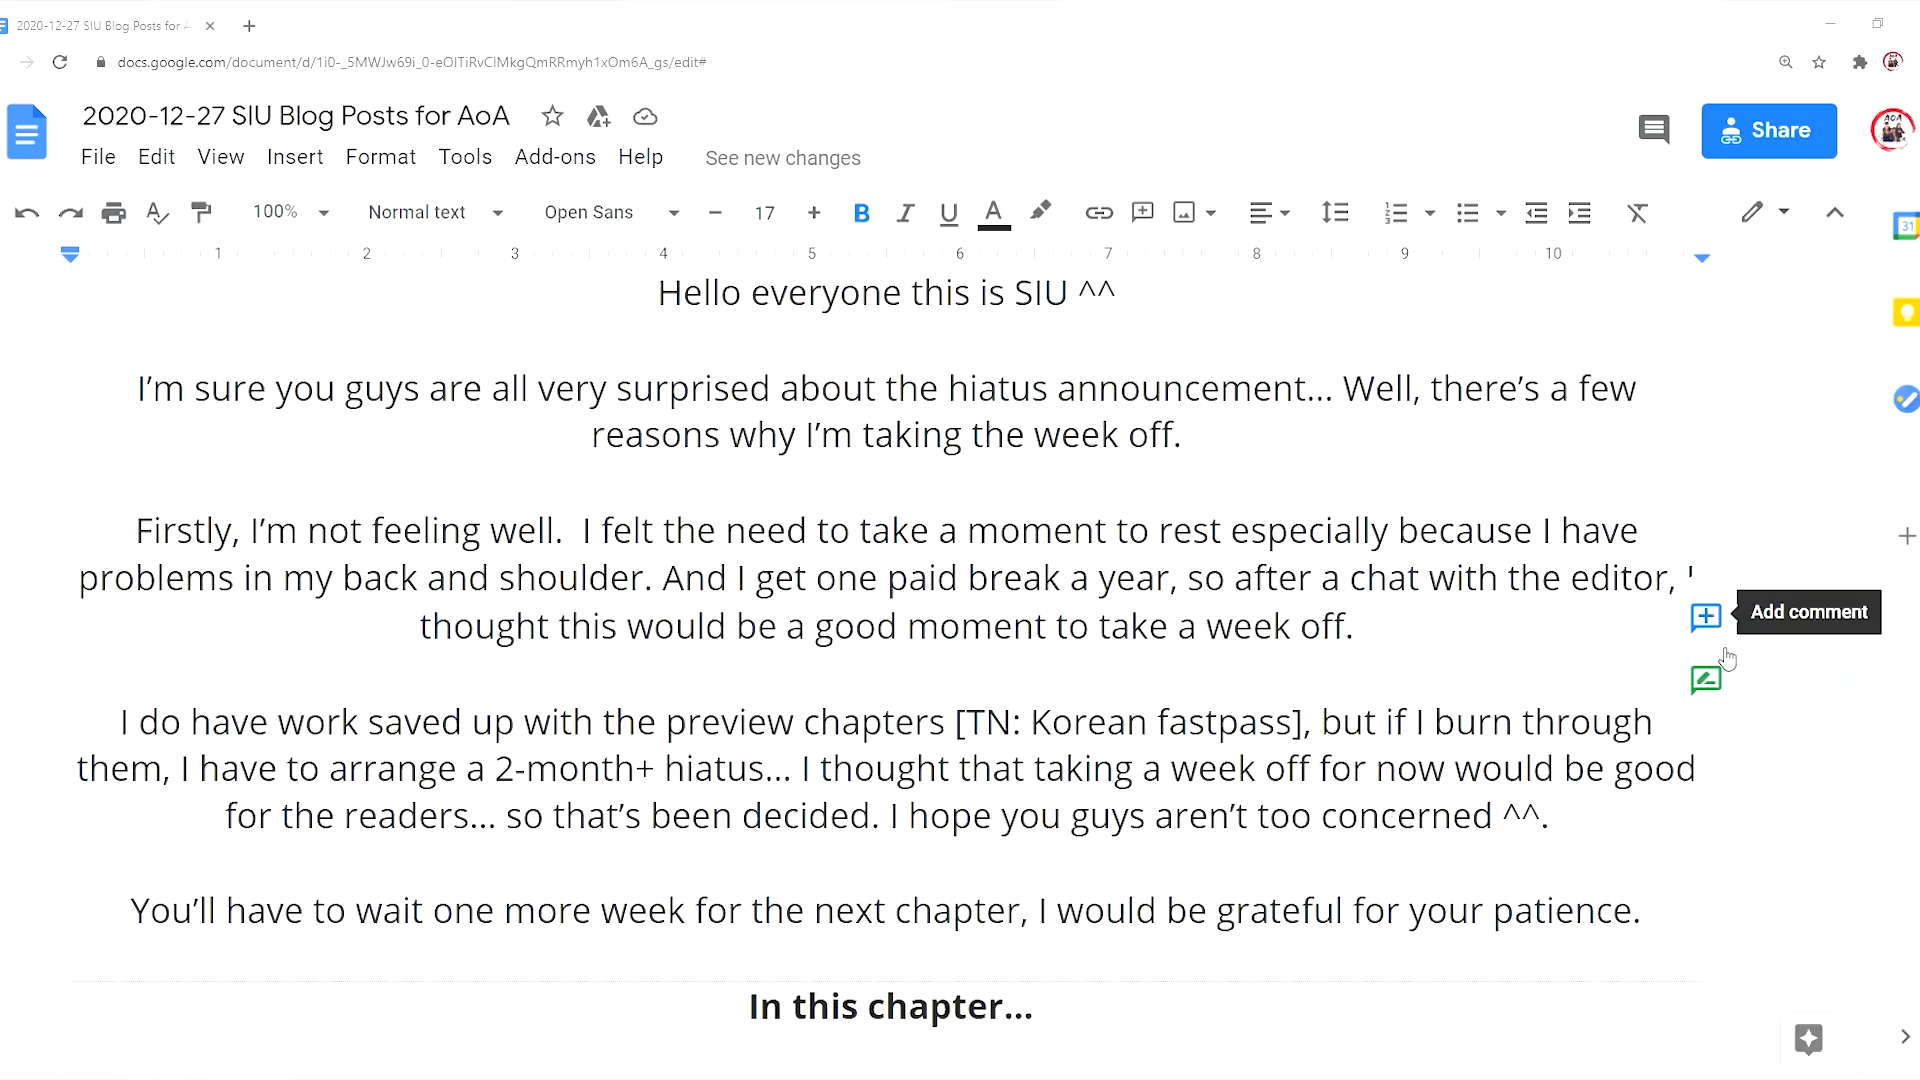 2020-12-27 SIU Blog Posts for A
docs.google.com/document/d/1i0-_5MWJw69i_0-eOITiRvClMkgQmRRmyh1xOm6A_gs/edit#
2020-12-27 SIU Blog Posts for AoA
Share
File Edit View Insert Format Tools Add-ons Help See new changes
100% Normal text Open Sans - 17 + B I U A
31
1 2 3 4 5 6 7 8 9 10
Hello everyone this is SIU ^^
I'm sure you guys are all very surprised about the hiatus announcement... Well, there's a few
reasons why I'm taking the week off.
Firstly, I'm not feeling well.  I felt the need to take a moment to rest especially because I have
problems in my back and shoulder. And I get one paid break a year, so after a chat with the editor, I
thought this would be a good moment to take a week off.
Add comment
I do have work saved up with the preview chapters [TN: Korean fastpass], but if I burn through
them, I have to arrange a 2-month+ hiatus... I thought that taking a week off for now would be good
for the readers... so that's been decided. I hope you guys aren't too concerned ^^.
You'll have to wait one more week for the next chapter, I would be grateful for your patience.
In this chapter...